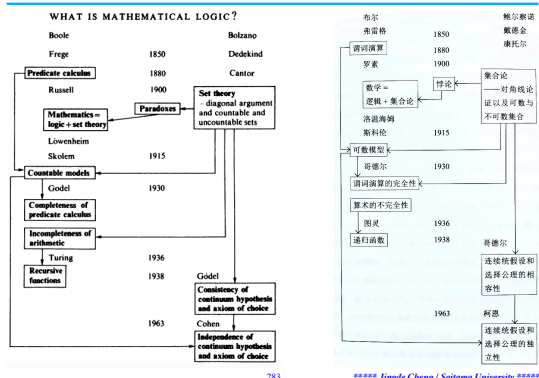 WHAT IS MATHEMATICAL LOGIC?
Boole Bolzano
Frege 1850 Dedekind
Predicate calculus 1880 Cantor
Russell 1900
Set theory
- diagonal argument
and countable and
uncountable sets
Paradoxes
Mathematics=
logic + set theory
Löwenheim
Skolem 1915
Countable models
Godel 1930
Completeness of
predicate calculus
Incompleteness of
arithmetic
Turing 1936
Recursive
functions
1938 Gödel
Consistency of
continuum hypothesis
and axiom of choice
1963 Cohen
Independence of
continuum hypothesis
and axiom of choice
布尔 鲍尔察诺
弗雷格 1850 戴德金
谓词演算 1880 康托尔
罗素 1900
集合论
——对角线论
证以及可数与
不可数集合
悖论
数学=
逻辑+集合论
洛温海姆
斯科伦 1915
可数模型
哥德尔 1930
谓词演算的完全性
算术的不完全性
图灵 1936
递归函数 1938
哥德尔
连续统假设和
选择公理的相
容性
1963 柯恩
连续统假设和
选择公理的独
立性
283
***** Jingde Cheng / Saitama University *****